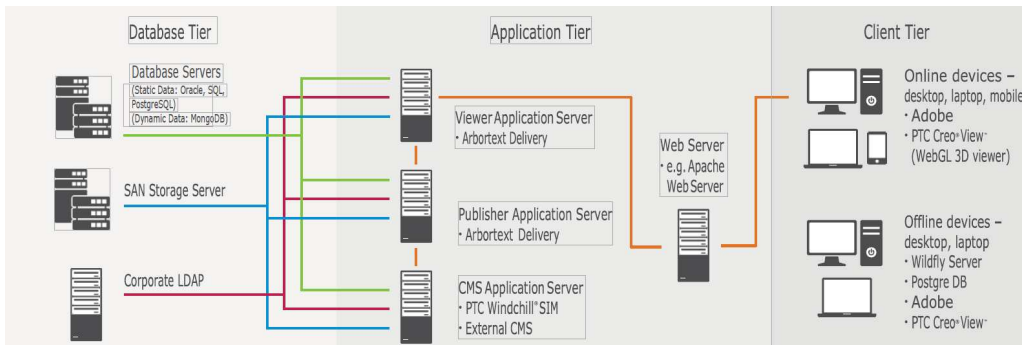 Database Tier
Application Tier
Client Tier
Database Servers
(Static Data: Oracle, SQL,
PostgreSQL)
(Dynamic Data: MongoDB)
SAN Storage Server
Corporate LDAP
Viewer Application Server
• Arbortext Delivery
Publisher Application Server
• Arbortext Delivery
CMS Application Server
• PTC Windchill® SIM
• External CMS
Web Server
• e.g. Apache
Web Server
Online devices –
desktop, laptop, mobile
• Adobe
• PTC Creo® View™
(WebGL 3D viewer)
Offline devices –
desktop, laptop
• Wildfly Server
• Postgre DB
• Adobe
• PTC Creo® View™